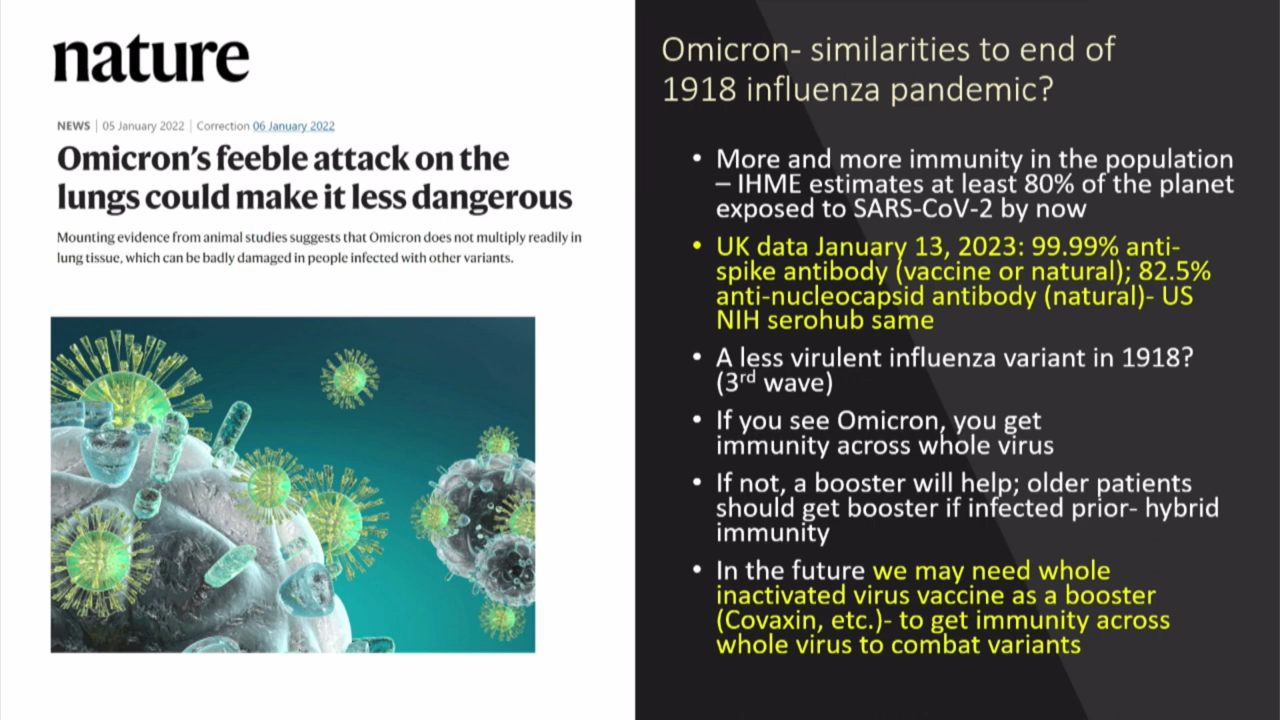 nature
NEWS | 05 January 2022 | Correction 06 January 2022
Omicron's feeble attack on the
lungs could make it less dangerous
Mounting evidence from animal studies suggests that Omicron does not multiply readily in
lung tissue, which can be badly damaged in people infected with other variants.
Omicron- similarities to end of
1918 influenza pandemic?
• More and more immunity in the population
– IHME estimates at least 80% of the planet
exposed to SARS-CoV-2 by now
• UK data January 13, 2023: 99.99% anti-
spike antibody (vaccine or natural); 82.5%
anti-nucleocapsid antibody (natural)- US
NIH serohub same
• A less virulent influenza variant in 1918?
(3rd wave)
• If you see Omicron, you get
immunity across whole virus
• If not, a booster will help; older patients
should get booster if infected prior- hybrid
immunity
• In the future we may need whole
inactivated virus vaccine as a booster
(Covaxin, etc.)- to get immunity across
whole virus to combat variants